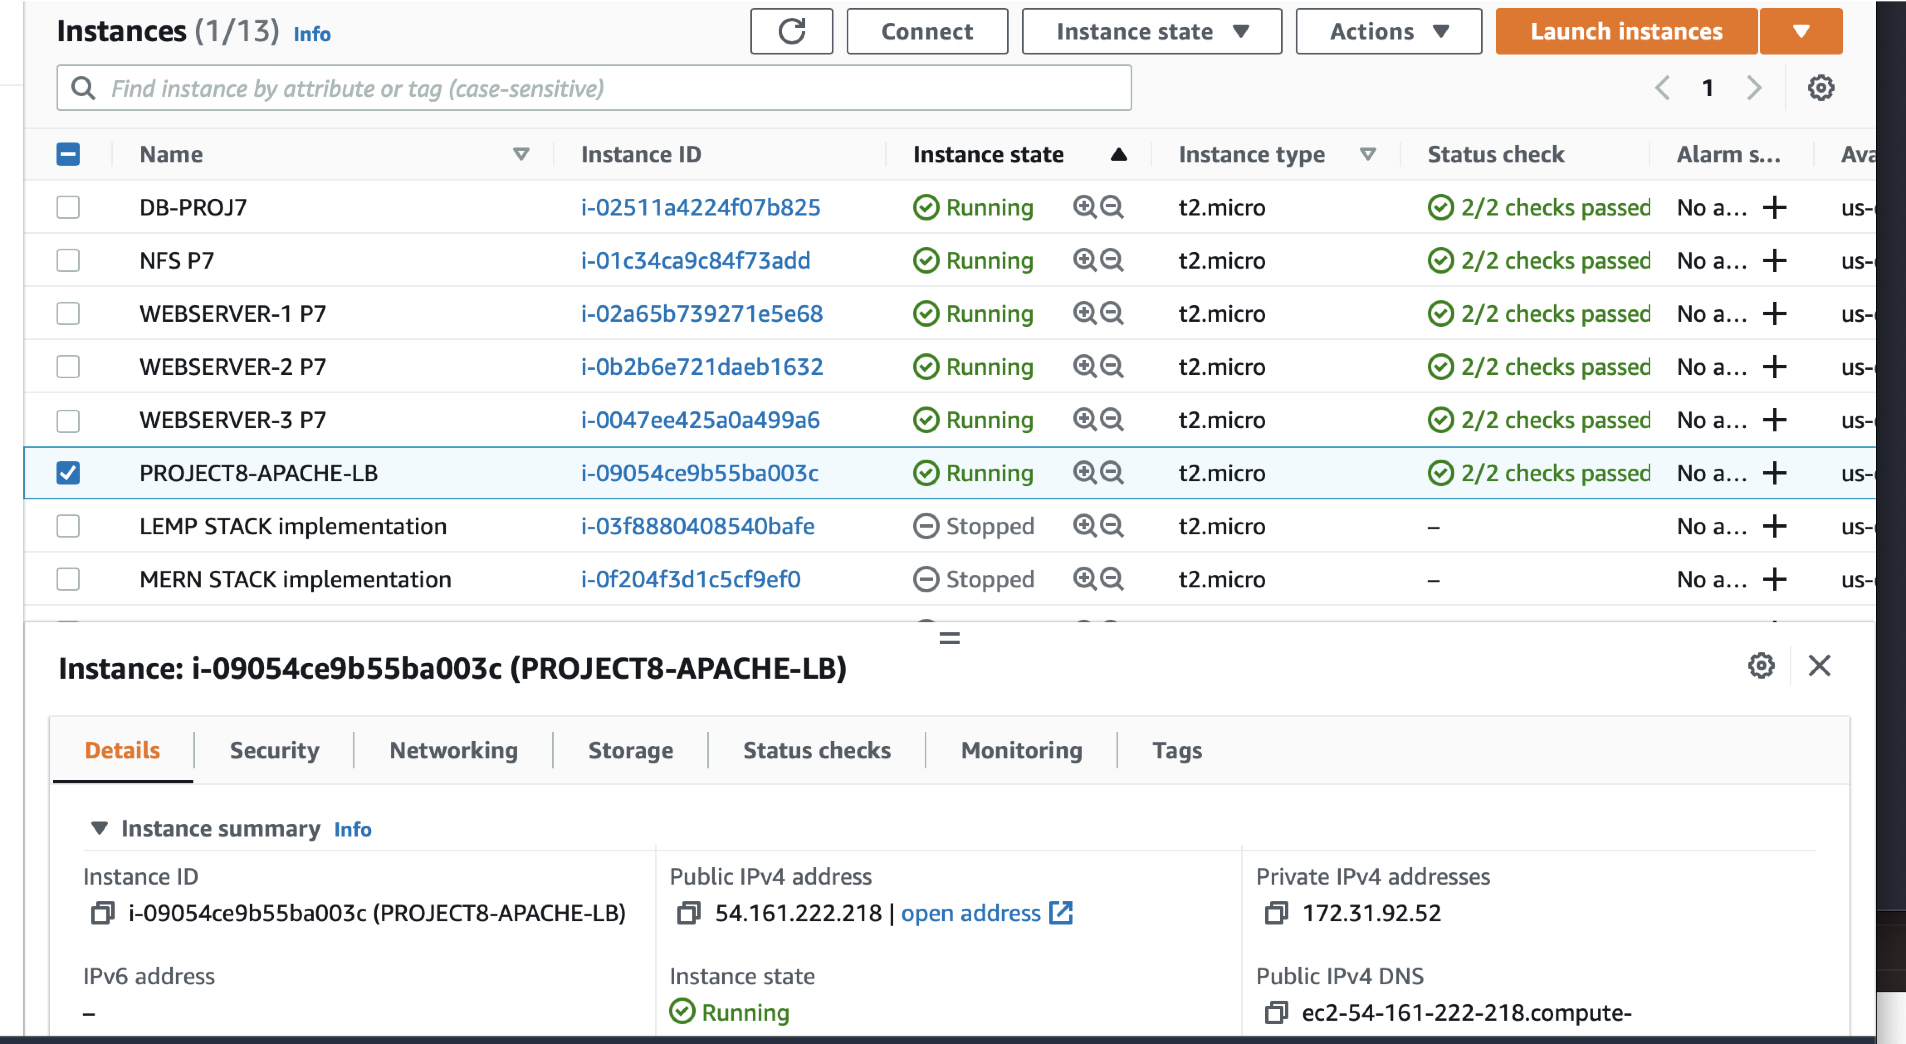 Instances (1/13) Info Connect Instance state Actions Launch instances
Find instance by attribute or tag (case-sensitive) 1
Name Instance ID Instance state Instance type Status check Alarm s... Ava
DB-PROJ7 i-02511a4224f07b825 Running t2.micro 2/2 checks passed No a... us-
NFS P7 i-01c34ca9c84f73add Running t2.micro 2/2 checks passed No a... us-
WEBSERVER-1 P7 i-02a65b739271e5e68 Running t2.micro 2/2 checks passed No a... us-
WEBSERVER-2 P7 i-0b2b6e721daeb1632 Running t2.micro 2/2 checks passed No a... us-
WEBSERVER-3 P7 i-0047ee425a0a499a6 Running t2.micro 2/2 checks passed No a... us-
PROJECT8-APACHE-LB i-09054ce9b55ba003c Running t2.micro 2/2 checks passed No a... us-
LEMP STACK implementation i-03f8880408540bafe Stopped t2.micro – No a... us-
MERN STACK implementation i-0f204f3d1c5cf9ef0 Stopped t2.micro – No a... us-
Instance: i-09054ce9b55ba003c (PROJECT8-APACHE-LB)
Details Security Networking Storage Status checks Monitoring Tags
Instance summary Info
Instance ID Public IPv4 address Private IPv4 addresses
i-09054ce9b55ba003c (PROJECT8-APACHE-LB) 54.161.222.218 | open address 172.31.92.52
IPv6 address Instance state Public IPv4 DNS
– Running ec2-54-161-222-218.compute-